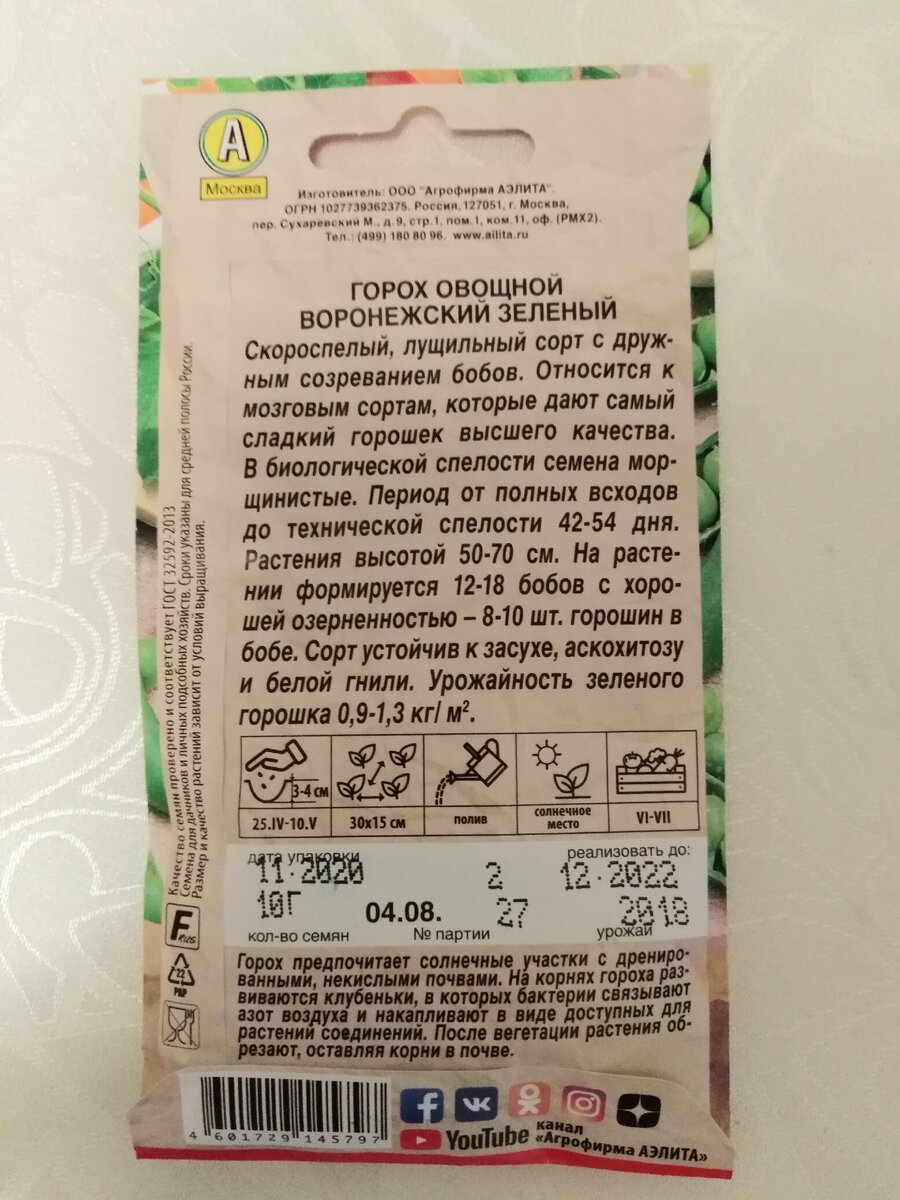 А
Москва
Изготовитель: ООО "Агрофирма АЭЛИТА".
ОГРН 1027739362375. Россия,127051, г. Москва,
пер. Сухаревский М., д.9, стр.1, пом.1, ком.11, оф. (РМХ2).
Тел.: (499) 180 80 96. www.ailita.ru
ГОРОХ ОВОЩНОЙ
ВОРОНЕЖСКИЙ ЗЕЛЕНЫЙ
Скороспелый, лущильный сорт с друж-
ным созреванием бобов. Относится к
мозговым сортам, которые дают самый
сладкий горошек высшего качества.
В биологической спелости семена мор-
щинистые. Период от полных всходов
до технической спелости 42-54 дня.
Растения высотой 50-70 см. На расте-
нии формируется 12-18 бобов с хоро-
шей озерненностью – 8-10 шт. горошин в
бобе. Сорт устойчив к засухе, аскохитозу
и белой гнили. Урожайность зеленого
горошка 0,9-1,3 кг/ м².
Качество семян проверено и соответствует ГОСТ 32592-2013
Семена для дачников и личных подсобных хозяйств. Сроки указаны для средней полосы России.
Размер и качество растений зависит от условий выращивания.
3-4 см
25.IV-10.V
30х15 см
полив
солнечное
место
VI-VII
дата упаковки
реализовать до:
11·2020 2 12·2022
10Г 04.08. 27 2018
кол-во семян № партии урожай
F RUS
22
PAP
Горох предпочитает солнечные участки с дрениро-
ванными, некислыми почвами. На корнях гороха раз-
виваются клубеньки, в которых бактерии связывают
азот воздуха и накапливают в виде доступных для
растений соединений. После вегетации растения об-
резают, оставляя корни в почве.
4 601729 145797
YouTube канал
«Агрофирма АЭЛИТА»